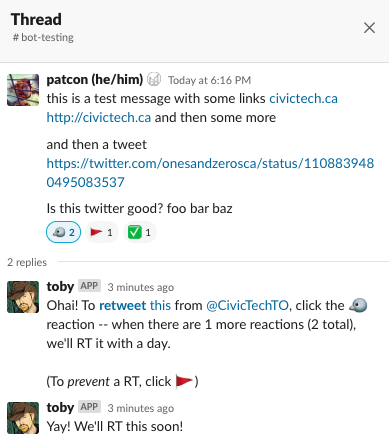 Thread
# bot-testing
patcon (he/him) Today at 6:16 PM
this is a test message with some links civictech.ca
http://civictech.ca and then some more
and then a tweet
https://twitter.com/onesandzerosca/status/110883948
0495083537
Is this twitter good? foo bar baz
2 1 1
2 replies
toby APP 3 minutes ago
Ohai! To retweet this from @CivicTechTO, click the
reaction -- when there are 1 more reactions (2 total),
we'll RT it with a day.
(To prevent a RT, click )
toby APP 3 minutes ago
Yay! We'll RT this soon!